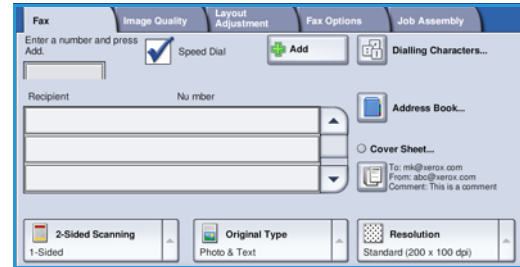 Fax
Image Quality
Layout
Adjustment
Fax Options
Job Assembly
Enter a number and press
Add.
Speed Dial
Add
Dialling Characters...
Recipient
Nu mber
Address Book...
Cover Sheet...
To: mk@xerox.com
From: abc@xerox.com
Comment: This is a comment
2-Sided Scanning
1-Sided
Original Type
Photo & Text
Resolution
Standard (200 x 100 dpi)